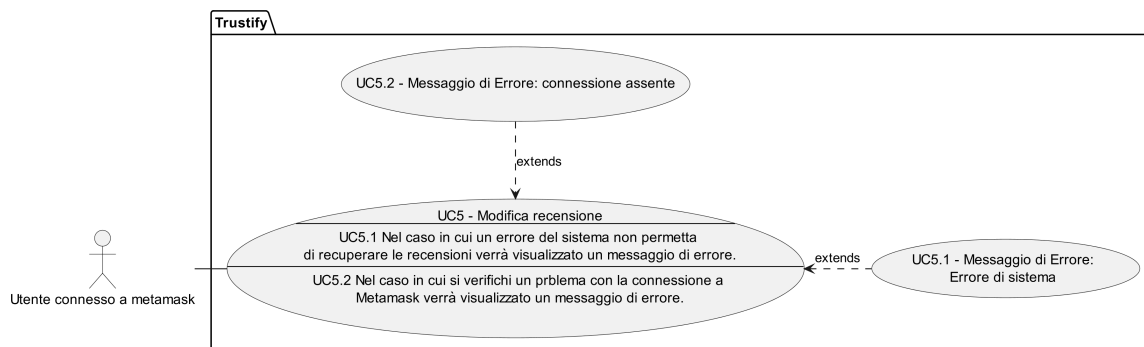 Trustify
UC5.2 - Messaggio di Errore: connessione assente
extends
UC5 - Modifica recensione
UC5.1 Nel caso in cui un errore del sistema non permetta
di recuperare le recensioni verrà visualizzato un messaggio di errore.
UC5.2 Nel caso in cui si verifichi un prblema con la connessione a
Metamask verrà visualizzato un messaggio di errore.
extends
UC5.1 - Messaggio di Errore:
Errore di sistema
Utente connesso a metamask